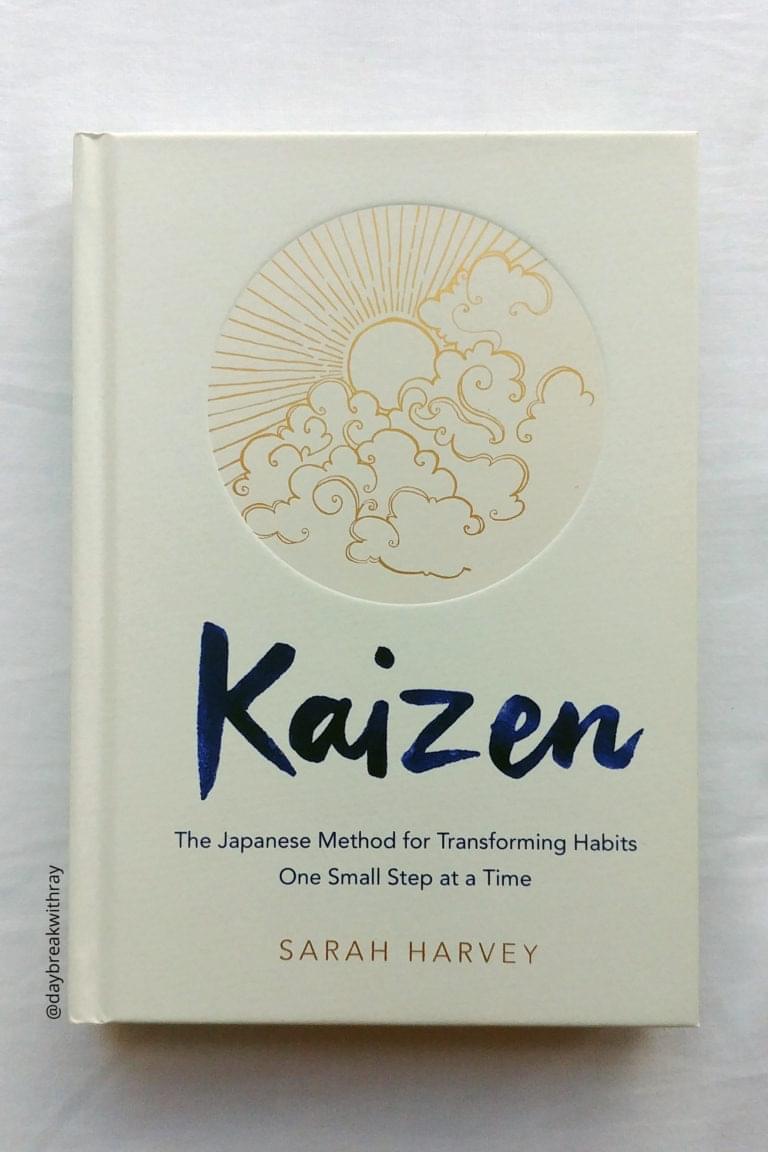 Kaizen
The Japanese Method for Transforming Habits
One Small Step at a Time
SARAH HARVEY
@daybreakwithray